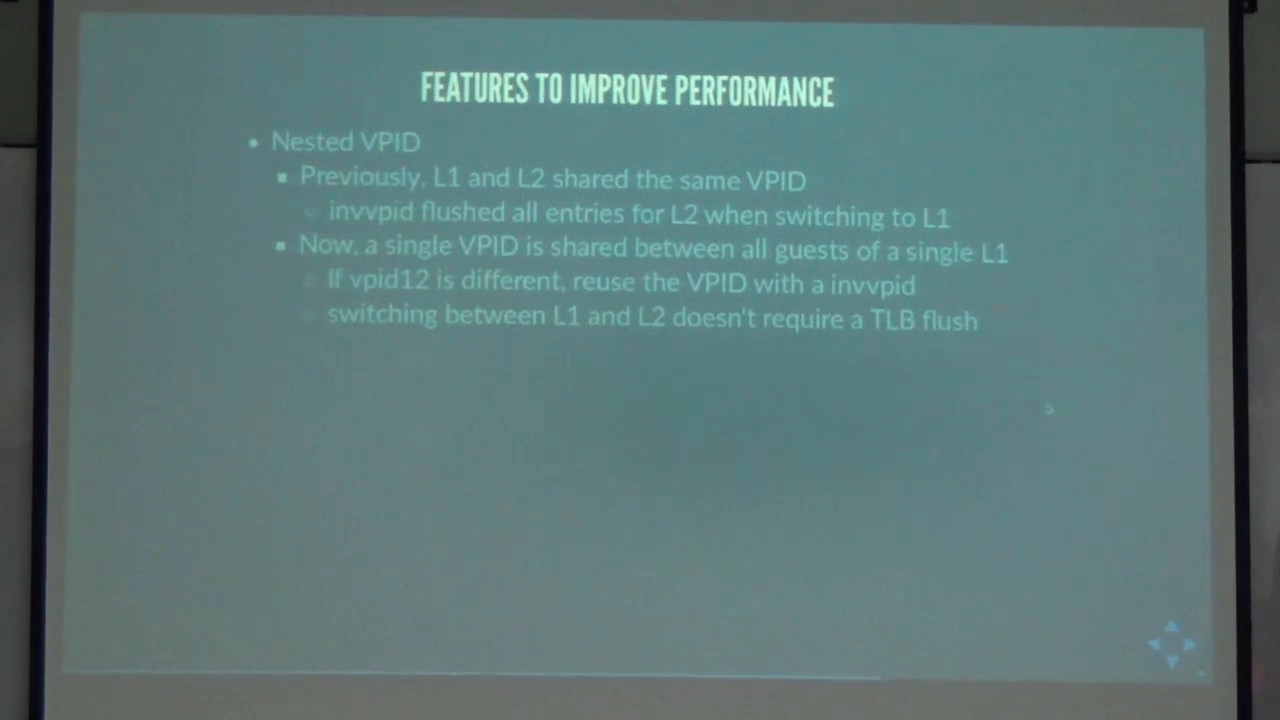 FEATURES TO IMPROVE PERFORMANCE
Nested VPID
Previously, L1 and L2 shared the same VPID
invvpid flushed all entries for L2 when switching to L1
Now, a single VPID is shared between all guests of a single L1
If vpid12 is different, reuse the VPID with a invvpid
switching between L1 and L2 doesn't require a TLB flush